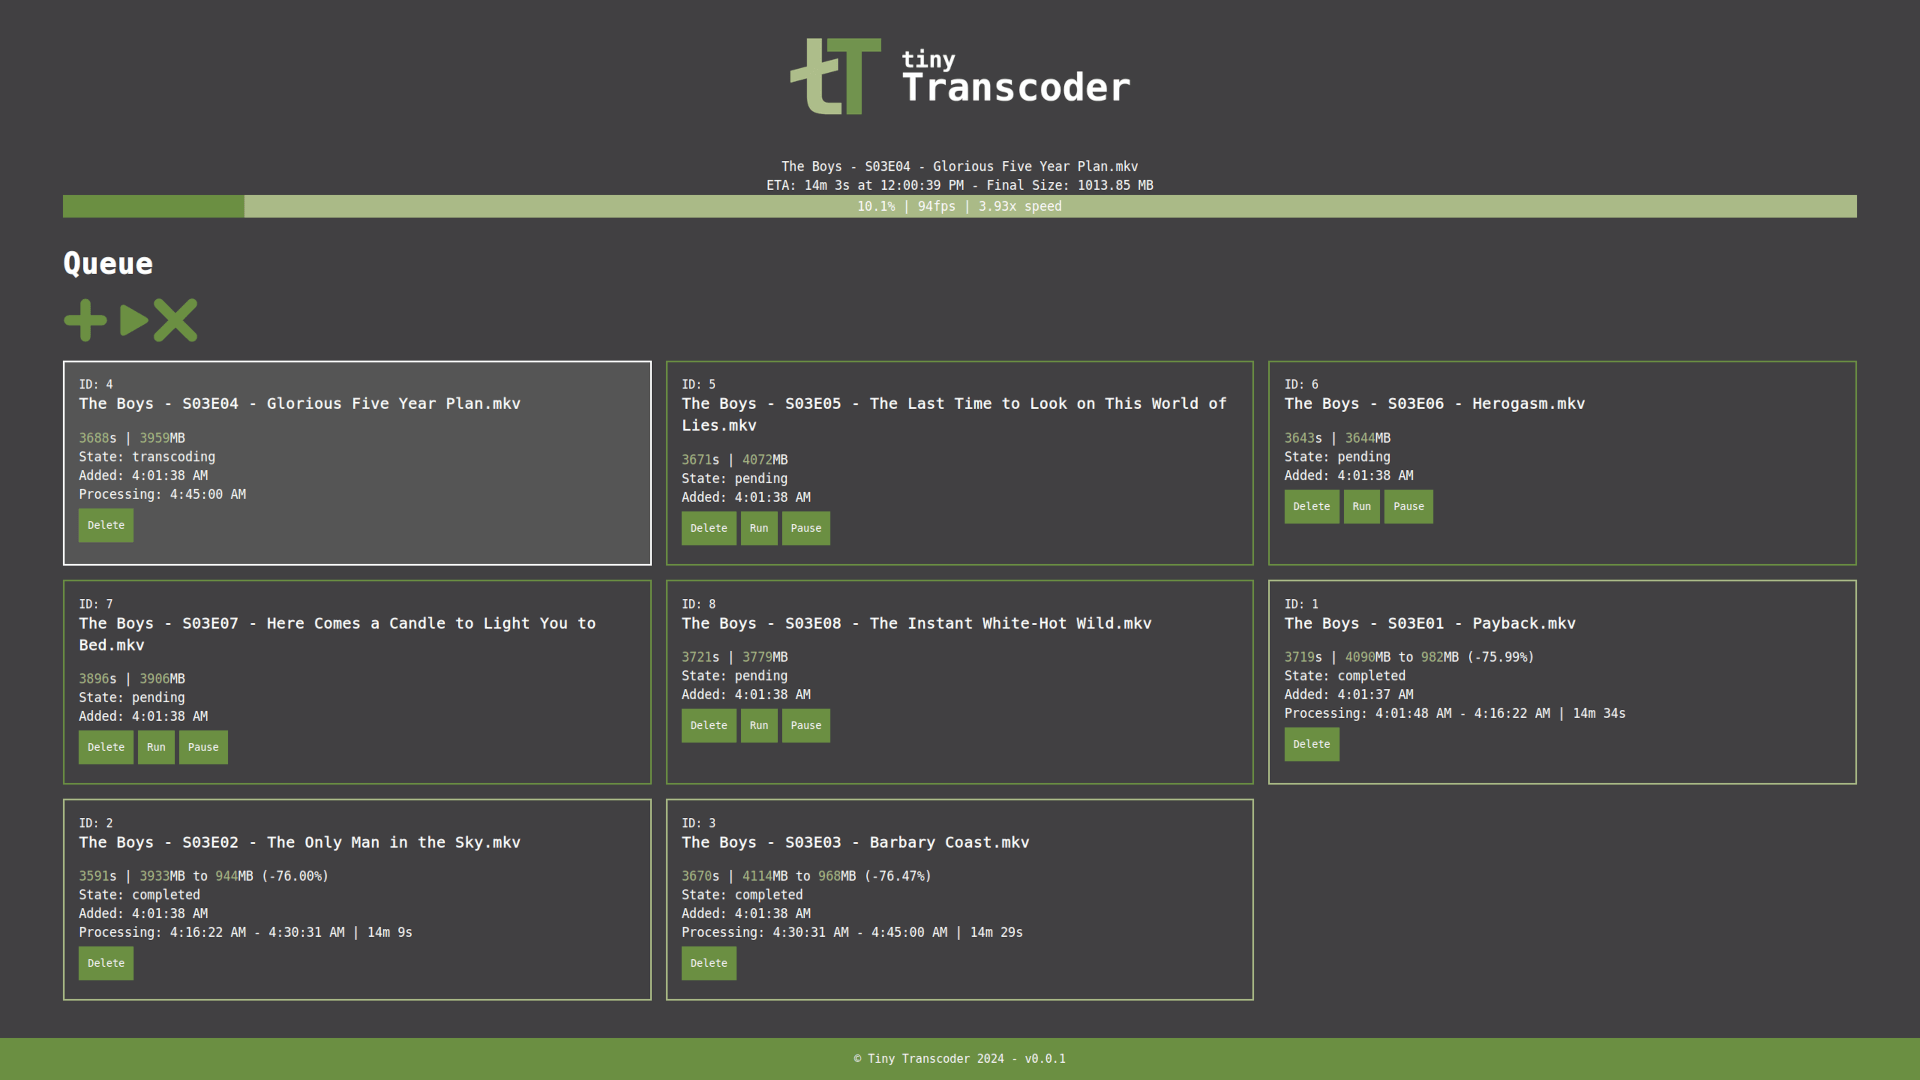 tT tiny
Transcoder
The Boys - S03E04 - Glorious Five Year Plan.mkv
ETA: 14m 3s at 12:00:39 PM - Final Size: 1013.85 MB
10.1% | 94fps | 3.93x speed
Queue
ID: 4
The Boys - S03E04 - Glorious Five Year Plan.mkv
3688s | 3959MB
State: transcoding
Added: 4:01:38 AM
Processing: 4:45:00 AM
Delete
ID: 5
The Boys - S03E05 - The Last Time to Look on This World of
Lies.mkv
3671s | 4072MB
State: pending
Added: 4:01:38 AM
Delete Run Pause
ID: 6
The Boys - S03E06 - Herogasm.mkv
3643s | 3644MB
State: pending
Added: 4:01:38 AM
Delete Run Pause
ID: 7
The Boys - S03E07 - Here Comes a Candle to Light You to
Bed.mkv
3896s | 3906MB
State: pending
Added: 4:01:38 AM
Delete Run Pause
ID: 8
The Boys - S03E08 - The Instant White-Hot Wild.mkv
3721s | 3779MB
State: pending
Added: 4:01:38 AM
Delete Run Pause
ID: 1
The Boys - S03E01 - Payback.mkv
3719s | 4090MB to 982MB (-75.99%)
State: completed
Added: 4:01:37 AM
Processing: 4:01:48 AM - 4:16:22 AM | 14m 34s
Delete
ID: 2
The Boys - S03E02 - The Only Man in the Sky.mkv
3591s | 3933MB to 944MB (-76.00%)
State: completed
Added: 4:01:38 AM
Processing: 4:16:22 AM - 4:30:31 AM | 14m 9s
Delete
ID: 3
The Boys - S03E03 - Barbary Coast.mkv
3670s | 4114MB to 968MB (-76.47%)
State: completed
Added: 4:01:38 AM
Processing: 4:30:31 AM - 4:45:00 AM | 14m 29s
Delete
© Tiny Transcoder 2024 - v0.0.1